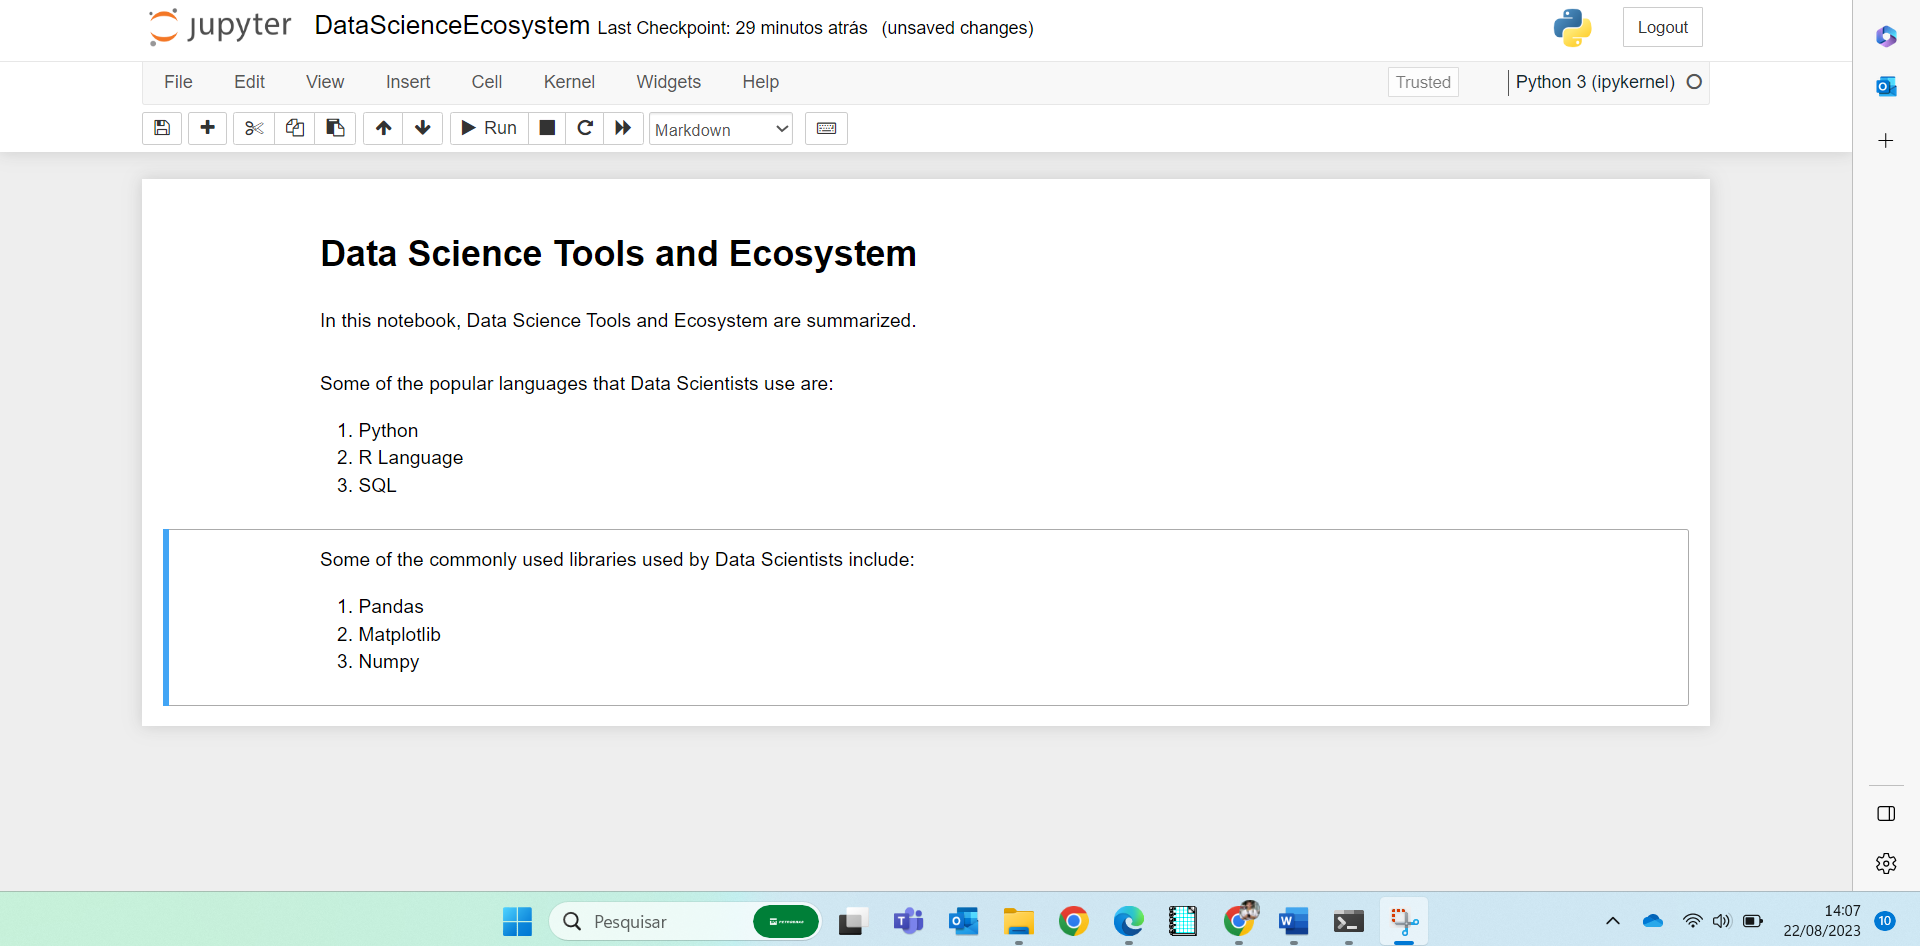 jupyter DataScienceEcosystem Last Checkpoint: 29 minutos atrás (unsaved changes) Logout
File Edit View Insert Cell Kernel Widgets Help Trusted Python 3 (ipykernel)
Run Markdown
Data Science Tools and Ecosystem
In this notebook, Data Science Tools and Ecosystem are summarized.
Some of the popular languages that Data Scientists use are:
1. Python
2. R Language
3. SQL
Some of the commonly used libraries used by Data Scientists include:
1. Pandas
2. Matplotlib
3. Numpy
Pesquisar
14:07
22/08/2023
10